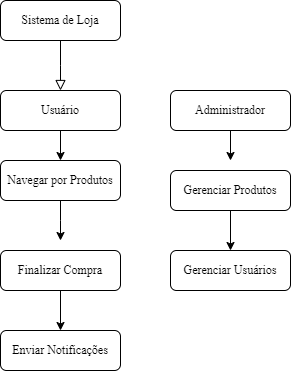 Sistema de Loja
Usuário
Administrador
Navegar por Produtos
Gerenciar Produtos
Finalizar Compra
Gerenciar Usuários
Enviar Notificações